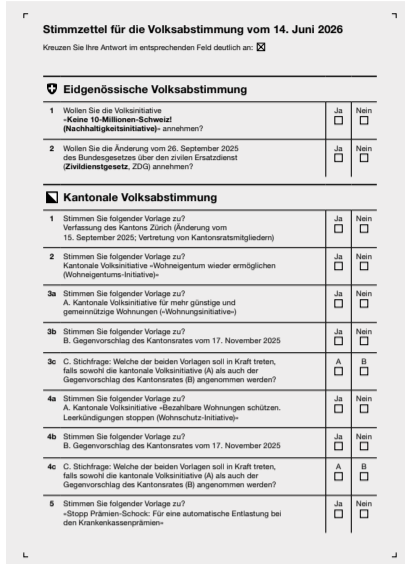 Stimmzettel für die Volksabstimmung vom 14. Juni 2026
Kreuzen Sie Ihre Antwort im entsprechenden Feld deutlich an:
Eidgenössische Volksabstimmung
1 Wollen Sie die Volksinitiative Ja Nein
«Keine 10-Millionen-Schweiz!
(Nachhaltigkeitsinitiative)» annehmen?
2 Wollen Sie die Änderung vom 26. September 2025 Ja Nein
des Bundesgesetzes über den zivilen Ersatzdienst
(Zivildienstgesetz, ZDG) annehmen?
Kantonale Volksabstimmung
1 Stimmen Sie folgender Vorlage zu? Ja Nein
Verfassung des Kantons Zürich (Änderung vom
15. September 2025; Vertretung von Kantonsratsmitgliedern)
2 Stimmen Sie folgender Vorlage zu? Ja Nein
Kantonale Volksinitiative «Wohneigentum wieder ermöglichen
(Wohneigentums-Initiative)»
3a Stimmen Sie folgender Vorlage zu? Ja Nein
A. Kantonale Volksinitiative für mehr günstige und
gemeinnützige Wohnungen («Wohnungsinitiative»)
3b Stimmen Sie folgender Vorlage zu? Ja Nein
B. Gegenvorschlag des Kantonsrates vom 17. November 2025
3c C. Stichfrage: Welche der beiden Vorlagen soll in Kraft treten, A B
falls sowohl die kantonale Volksinitiative (A) als auch der
Gegenvorschlag des Kantonsrates (B) angenommen werden?
4a Stimmen Sie folgender Vorlage zu? Ja Nein
A. Kantonale Volksinitiative «Bezahlbare Wohnungen schützen.
Leerkündigungen stoppen (Wohnschutz-Initiative)»
4b Stimmen Sie folgender Vorlage zu? Ja Nein
B. Gegenvorschlag des Kantonsrates vom 17. November 2025
4c C. Stichfrage: Welche der beiden Vorlagen soll in Kraft treten, A B
falls sowohl die kantonale Volksinitiative (A) als auch der
Gegenvorschlag des Kantonsrates (B) angenommen werden?
5 Stimmen Sie folgender Vorlage zu? Ja Nein
«Stopp Prämien-Schock: Für eine automatische Entlastung bei
den Krankenkassenprämien»